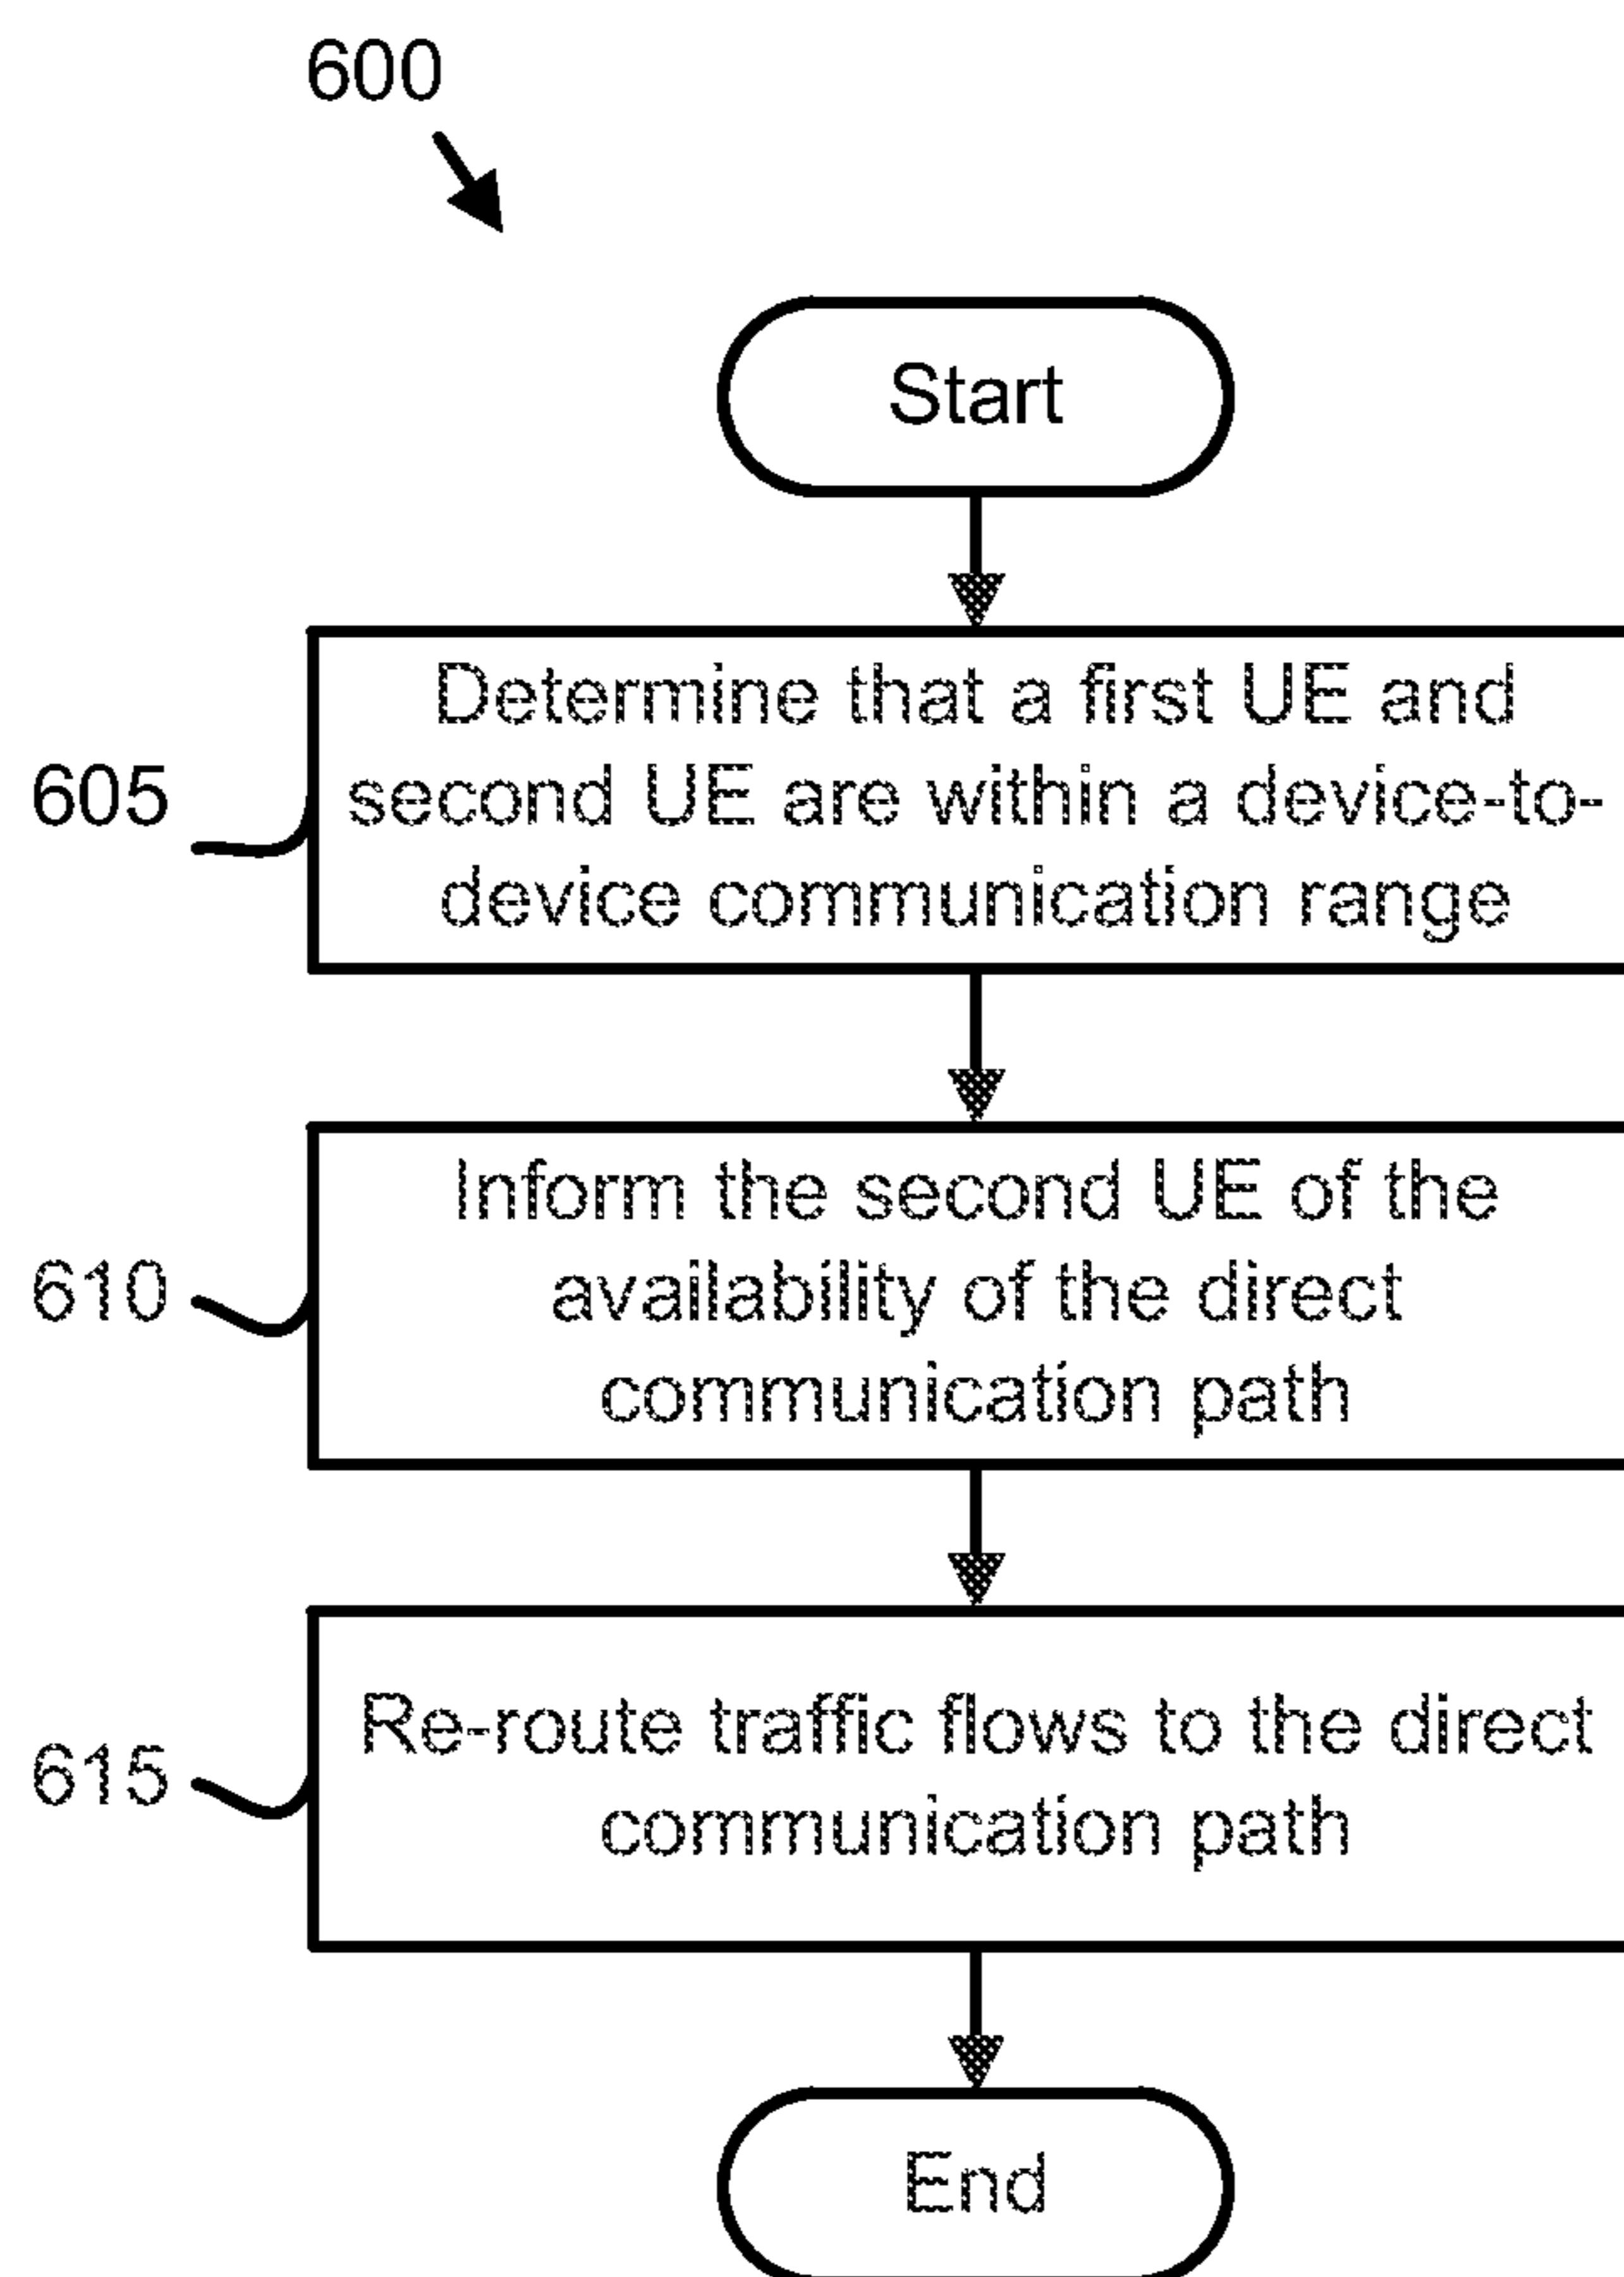 600
Start
605
Determine that a first UE and
second UE are within a device-to-
device communication range
610
Inform the second UE of the
availability of the direct
communication path
615
Re-route traffic flows to the direct
communication path
End